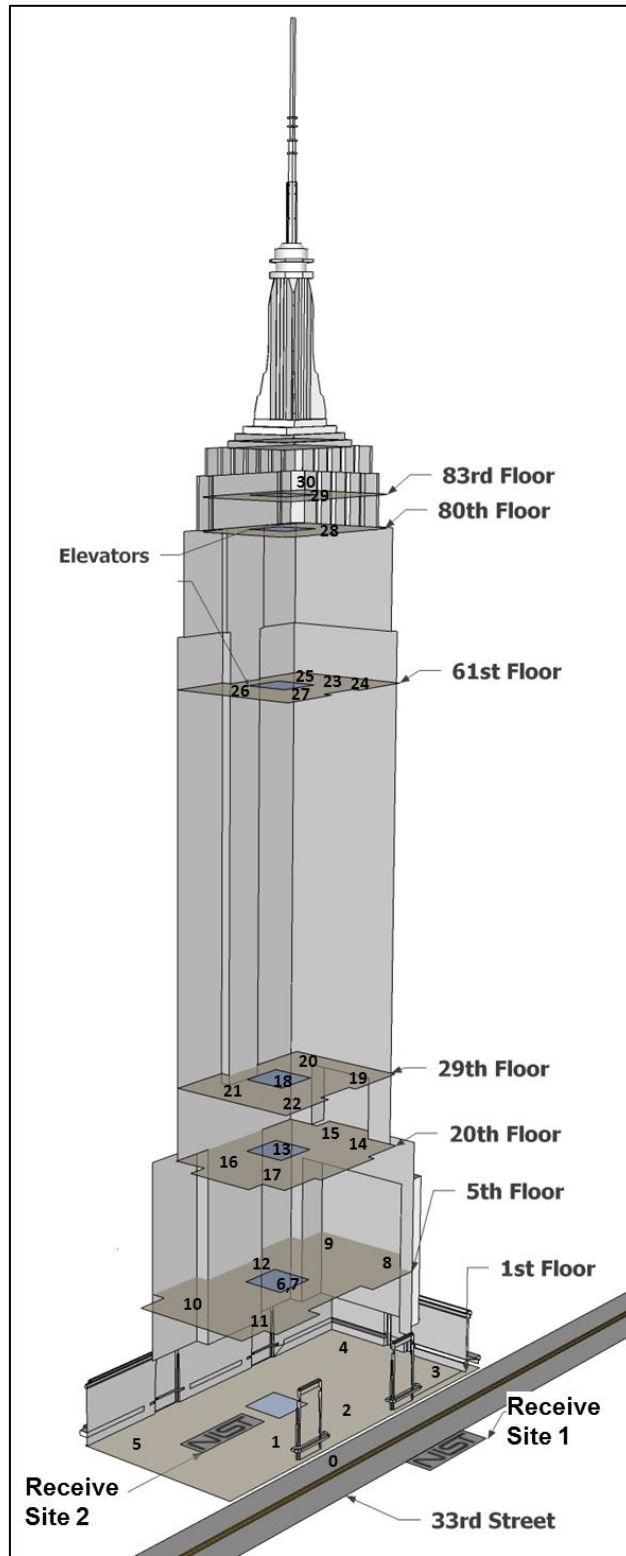 30
83rd Floor
29
80th Floor
28
Elevators
25
23
24
61st Floor
26
27
20
29th Floor
18
19
21
22
15
20th Floor
13
14
16
17
5th Floor
9
12
8
6,7
1st Floor
10
11
4
3
2
Receive
Site 1
NIST
NIST
5
1
0
Receive
Site 2
33rd Street